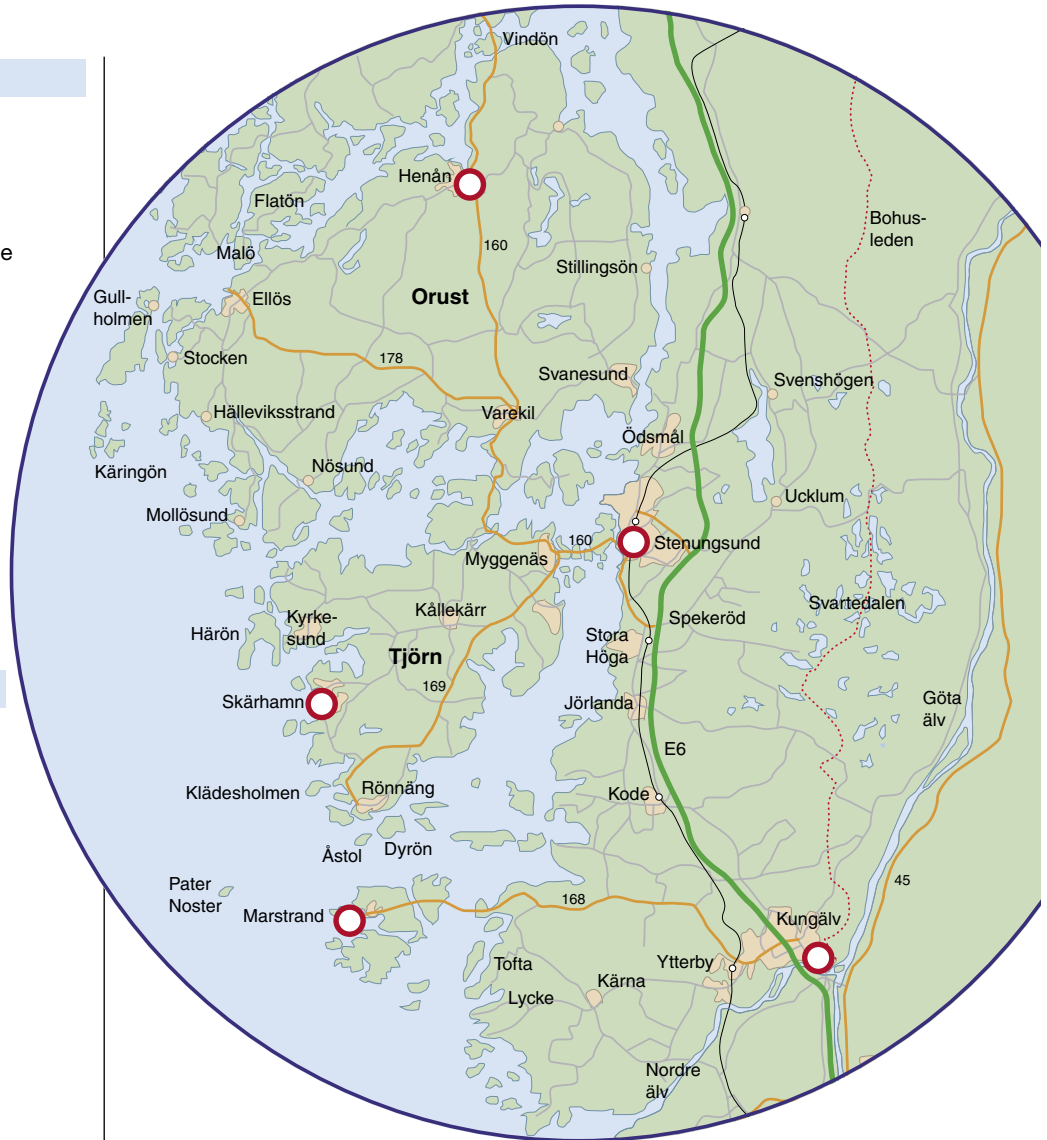 Vindön
Henån
Flatön
Bohus-
leden
160
e
Malö
Stillingsön
Gull-
holmen
Ellös
Orust
Stocken
178
Svanesund
Svenshögen
Hälleviksstrand
Varekil
Ödsmål
Käringön
Nösund
Ucklum
Mollösund
160
Stenungsund
Myggenäs
Kållekärr
Svartedalen
Kyrke-
sund
Härön
Spekeröd
Stora
Höga
Tjörn
169
Skärhamn
Jörlanda
Göta
älv
E6
Klädesholmen
Rönnäng
Kode
Åstol
Dyrön
Pater
Noster
Marstrand
168
45
Kungälv
Tofta
Ytterby
Kärna
Lycke
Nordre
älv